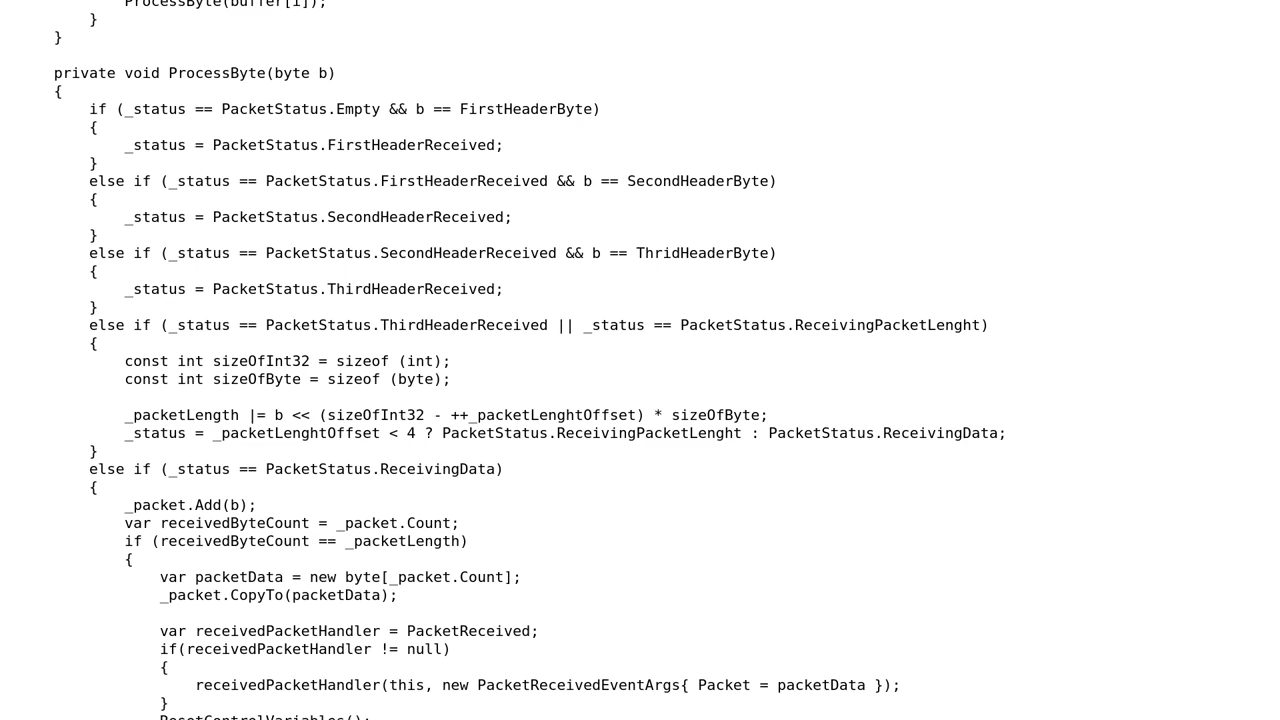 ProcessByte(buffer[i]);
}
}
private void ProcessByte(byte b)
{
if (_status == PacketStatus.Empty && b == FirstHeaderByte)
{
_status = PacketStatus.FirstHeaderReceived;
}
else if (_status == PacketStatus.FirstHeaderReceived && b == SecondHeaderByte)
{
_status = PacketStatus.SecondHeaderReceived;
}
else if (_status == PacketStatus.SecondHeaderReceived && b == ThridHeaderByte)
{
_status = PacketStatus.ThirdHeaderReceived;
}
else if (_status == PacketStatus.ThirdHeaderReceived || _status == PacketStatus.ReceivingPacketLenght)
{
const int sizeOfInt32 = sizeof (int);
const int sizeOfByte = sizeof (byte);
_packetLength |= b << (sizeOfInt32 - ++_packetLenghtOffset) * sizeOfByte;
_status = _packetLenghtOffset < 4 ? PacketStatus.ReceivingPacketLenght : PacketStatus.ReceivingData;
}
else if (_status == PacketStatus.ReceivingData)
{
_packet.Add(b);
var receivedByteCount = _packet.Count;
if (receivedByteCount == _packetLength)
{
var packetData = new byte[_packet.Count];
_packet.CopyTo(packetData);
var receivedPacketHandler = PacketReceived;
if(receivedPacketHandler != null)
{
receivedPacketHandler(this, new PacketReceivedEventArgs{ Packet = packetData });
}
ResetControlVariables();